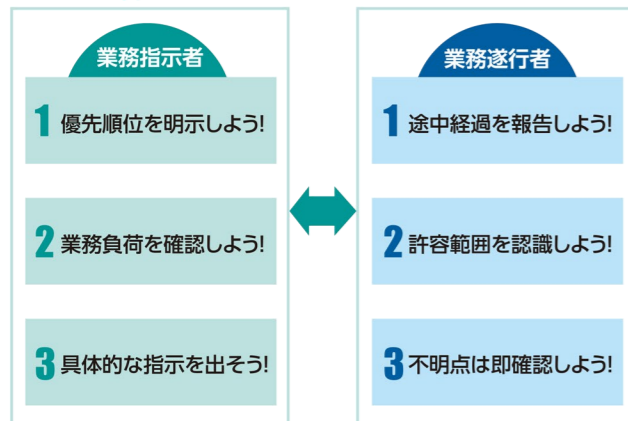 業務指示者
1 優先順位を明示しよう!
2 業務負荷を確認しよう!
3 具体的な指示を出そう!
業務遂行者
1 途中経過を報告しよう!
2 許容範囲を認識しよう!
3 不明点は即確認しよう!